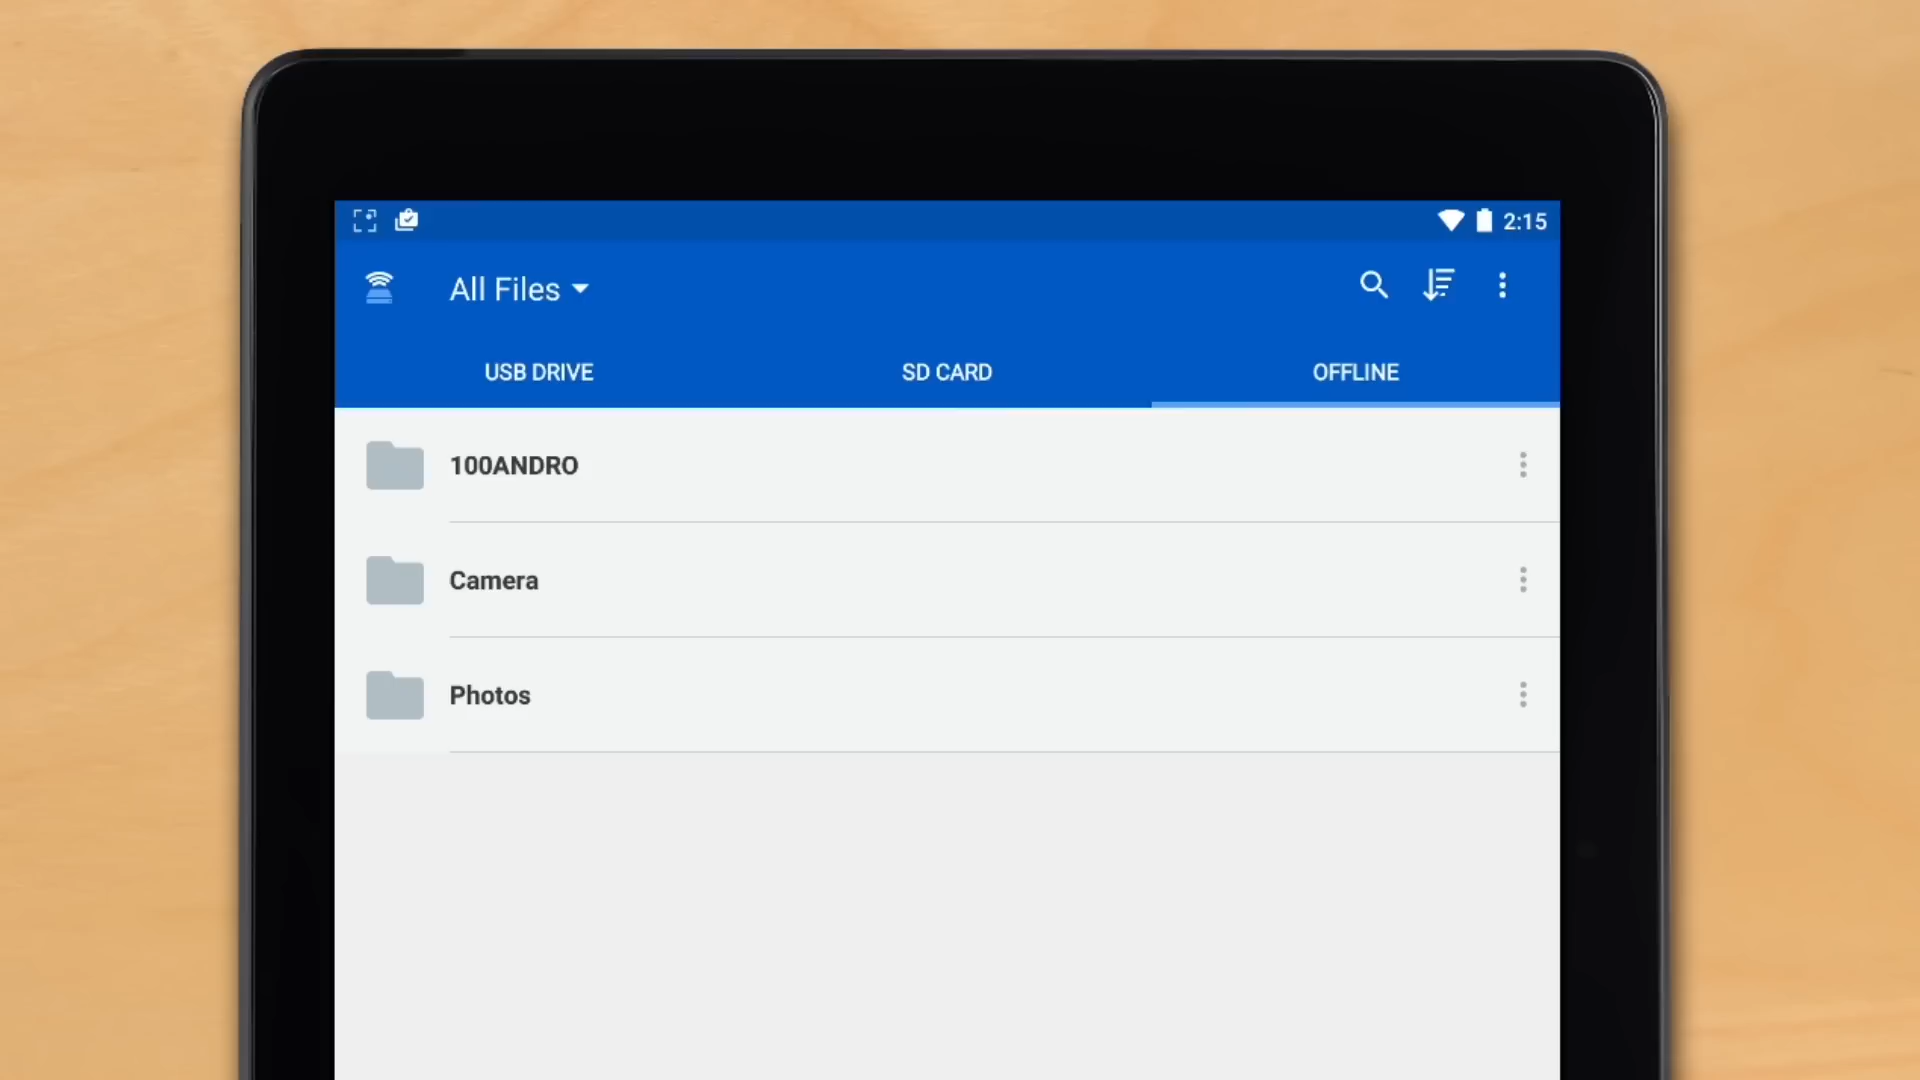 2:15
All Files
USB DRIVE
SD CARD
OFFLINE
100ANDRO
Camera
Photos